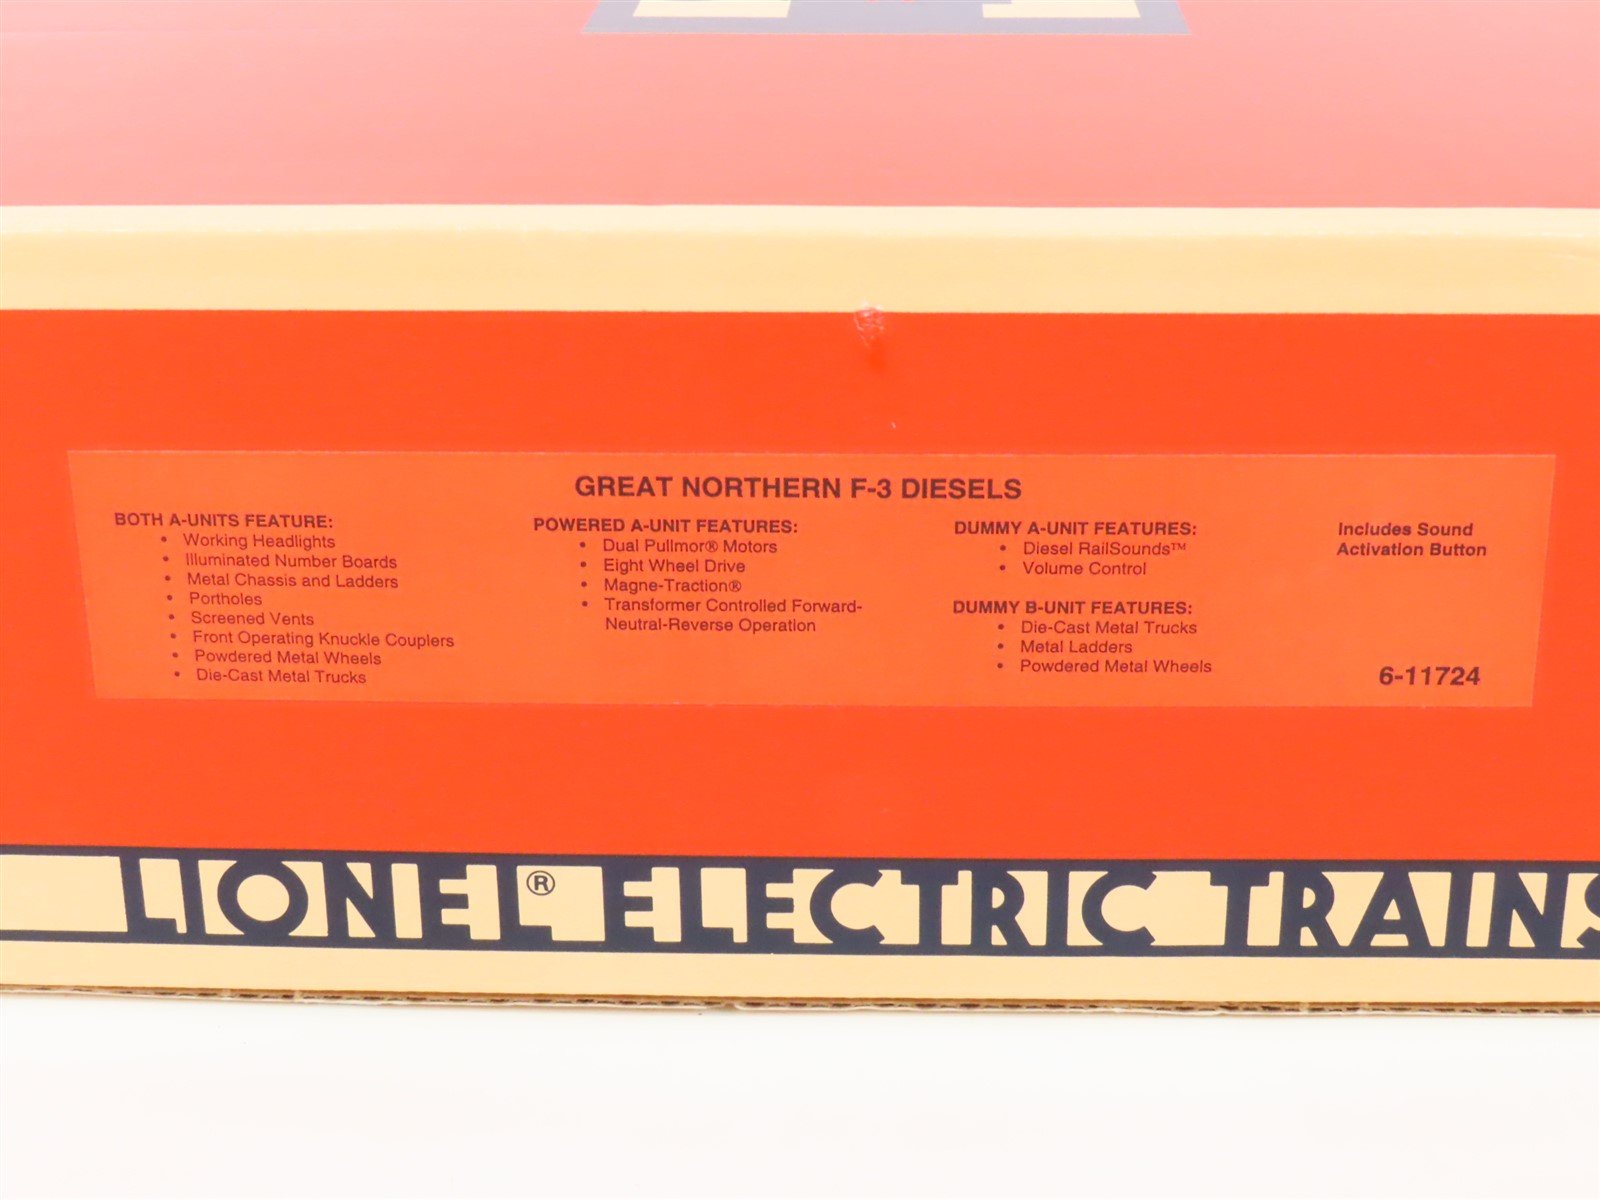 GREAT NORTHERN F-3 DIESELS
BOTH A-UNITS FEATURE:
• Working Headlights
• Illuminated Number Boards
• Metal Chassis and Ladders
• Portholes
• Screened Vents
• Front Operating Knuckle Couplers
• Powdered Metal Wheels
• Die-Cast Metal Trucks
POWERED A-UNIT FEATURES:
• Dual Pullmor® Motors
• Eight Wheel Drive
• Magne-Traction®
• Transformer Controlled Forward-
Neutral-Reverse Operation
DUMMY A-UNIT FEATURES:
• Diesel RailSounds™
• Volume Control
DUMMY B-UNIT FEATURES:
• Die-Cast Metal Trucks
• Metal Ladders
• Powdered Metal Wheels
Includes Sound
Activation Button
6-11724
LIONEL® ELECTRIC TRAINS